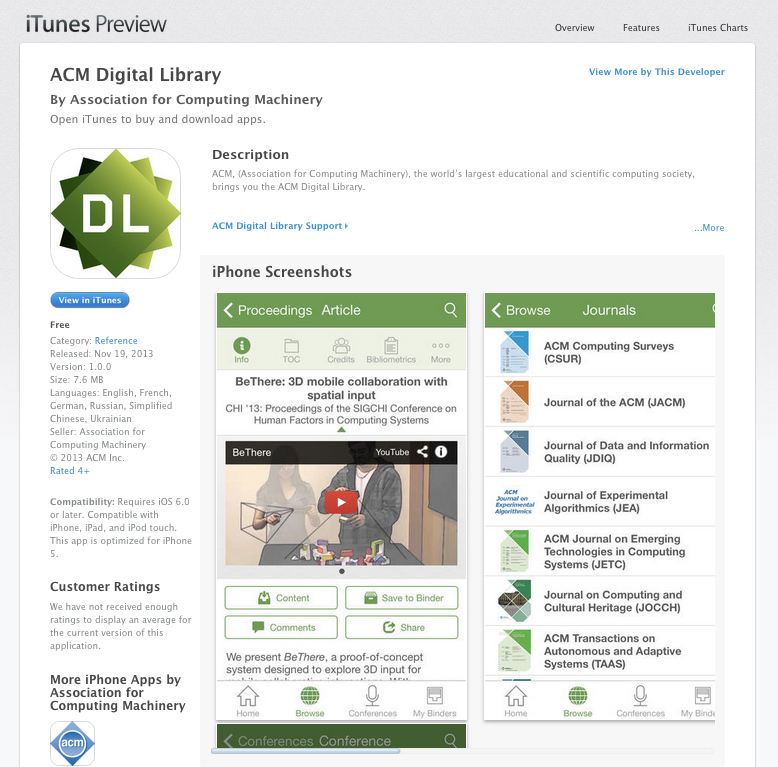 iTunes Preview
Overview
Features
iTunes Charts
ACM Digital Library
View More by This Developer
By Association for Computing Machinery
Open iTunes to buy and download apps.
DL
View in iTunes
Free
Category: Reference
Released: Nov 19, 2013
Version: 1.0.0
Size: 7.6 MB
Languages: English, French,
German, Russian, Simplified
Chinese, Ukrainian
Seller: Association for
Computing Machinery
© 2013 ACM Inc.
Rated 4+
Compatibility: Requires iOS 6.0
or later. Compatible with
iPhone, iPad, and iPod touch.
This app is optimized for iPhone
5.
Customer Ratings
We have not received enough
ratings to display an average for
the current version of this
application.
More iPhone Apps by
Association for
Computing Machinery
acm
Description
ACM, (Association for Computing Machinery), the world's largest educational and scientific computing society,
brings you the ACM Digital Library.
ACM Digital Library Support
...More
iPhone Screenshots
Proceedings Article
Info
TOC
Credits
Bibliometrics
More
BeThere: 3D mobile collaboration with
spatial input
CHI '13: Proceedings of the SIGCHI Conference on
Human Factors in Computing Systems
BeThere
YouTube
Content
Save to Binder
Comments
Share
We present BeThere, a proof-of-concept
system designed to explore 3D input for
Home
Browse
Conferences
My Binders
Conferences Conference
Browse
Journals
ACM Computing Surveys
(CSUR)
Journal of the ACM (JACM)
Journal of Data and Information
Quality (JDIQ)
ACM
Journal on
Experimental
Algorithmics
Journal of Experimental
Algorithmics (JEA)
ACM Journal on Emerging
Technologies in Computing
Systems (JETC)
Journal on Computing and
Cultural Heritage (JOCCH)
ACM Transactions on
Autonomous and Adaptive
Systems (TAAS)
Home
Browse
Conferences
My Binde